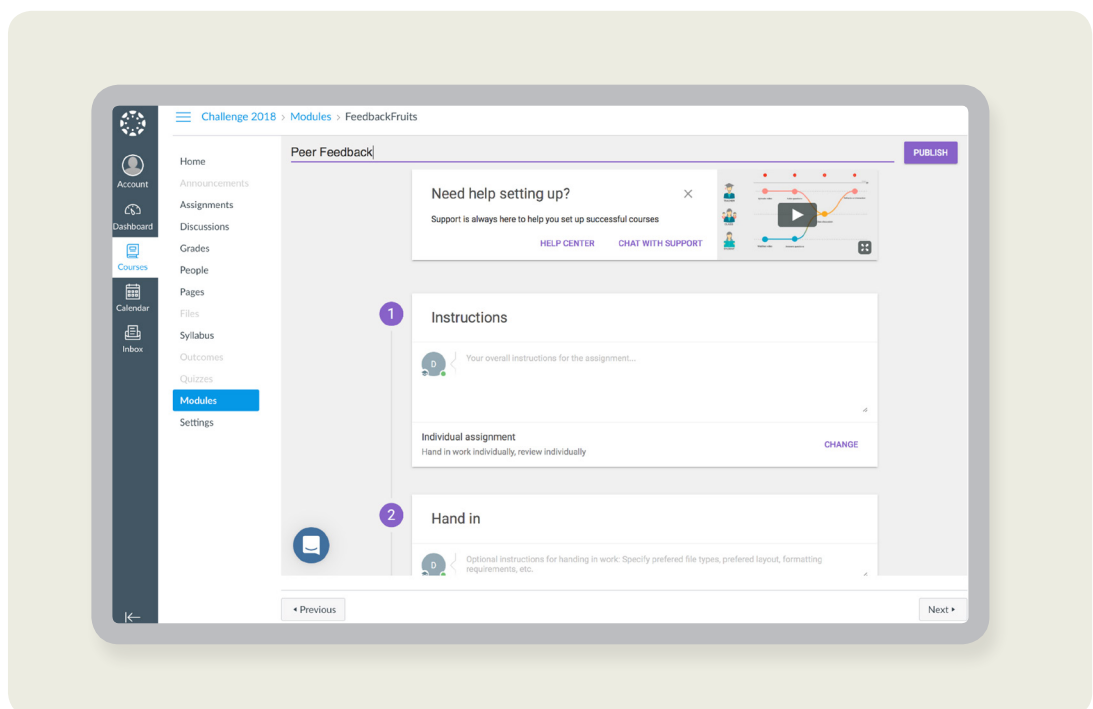 Challenge 2018 > Modules > FeedbackFruits
Account
Dashboard
Courses
Calendar
Inbox
Home
Announcements
Assignments
Discussions
Grades
People
Pages
Files
Syllabus
Outcomes
Quizzes
Modules
Settings
Peer Feedback
PUBLISH
Need help setting up?
Support is always here to help you set up successful courses
HELP CENTER CHAT WITH SUPPORT
1 Instructions
D Your overall instructions for the assignment...
Individual assignment
Hand in work individually, review individually
CHANGE
2 Hand in
D Optional instructions for handing in work: Specify prefered file types, prefered layout, formatting
requirements, etc.
Previous
Next